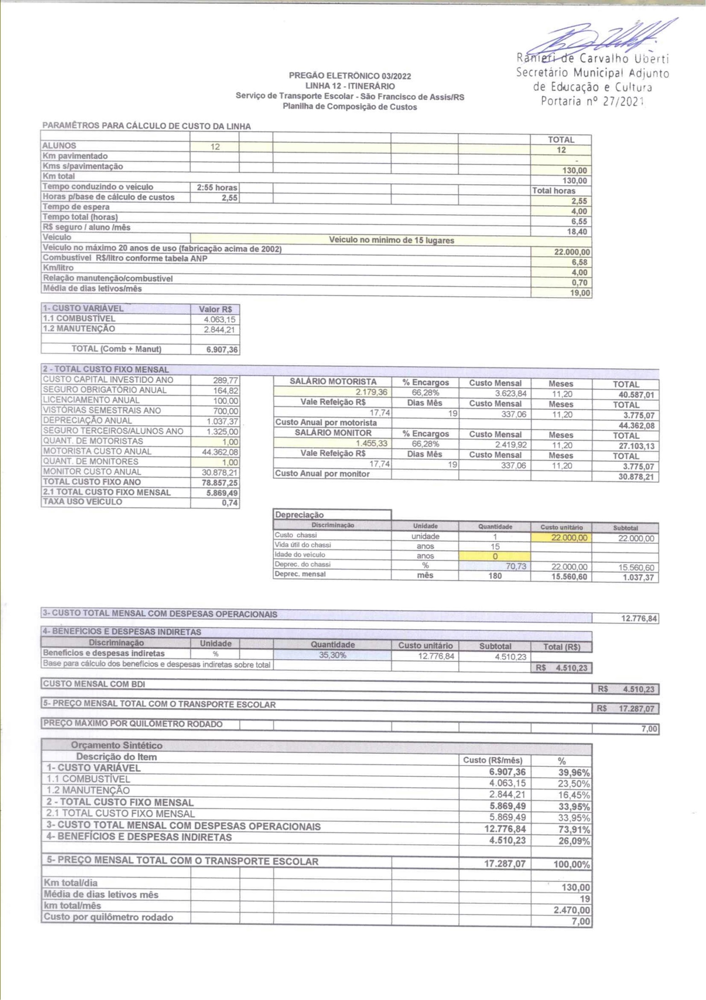 Ranieri de Carvalho Uberti
Secretário Municipal Adjunto
de Educação e Cultura
Portaria nº 27/2021
PREGÃO ELETRÔNICO 03/2022
LINHA 12 - ITINERÁRIO
Serviço de Transporte Escolar - São Francisco de Assis/RS
Planilha de Composição de Custos
PARAMÊTROS PARA CÁLCULO DE CUSTO DA LINHA
TOTAL
ALUNOS 12 12
Km pavimentado -
Kms s/pavimentação 130,00
Km total 130,00
Tempo conduzindo o veículo 2:55 horas Total horas
Horas p/base de cálculo de custos 2,55 2,55
Tempo de espera 4,00
Tempo total (horas) 6,55
R$ seguro / aluno /mês 18,40
Veículo Veículo no mínimo de 15 lugares
Veículo no máximo 20 anos de uso (fabricação acima de 2002) 22.000,00
Combustível R$/litro conforme tabela ANP 6,58
Km/litro 4,00
Relação manutenção/combustível 0,70
Média de dias letivos/mês 19,00
1- CUSTO VARIÁVEL Valor R$
1.1 COMBUSTÍVEL 4.063,15
1.2 MANUTENÇÃO 2.844,21
TOTAL (Comb + Manut) 6.907,36
2 - TOTAL CUSTO FIXO MENSAL
CUSTO CAPITAL INVESTIDO ANO 289,77
SEGURO OBRIGATÓRIO ANUAL 164,82
LICENCIAMENTO ANUAL 100,00
VISTÓRIAS SEMESTRAIS ANO 700,00
DEPRECIAÇÃO ANUAL 1.037,37
SEGURO TERCEIROS/ALUNOS ANO 1.325,00
QUANT. DE MOTORISTAS 1,00
MOTORISTA CUSTO ANUAL 44.362,08
QUANT. DE MONITORES 1,00
MONITOR CUSTO ANUAL 30.878,21
TOTAL CUSTO FIXO ANO 78.857,25
2.1 TOTAL CUSTO FIXO MENSAL 5.869,49
TAXA USO VEÍCULO 0,74
SALÁRIO MOTORISTA % Encargos Custo Mensal Meses TOTAL
2.179,36 66,28% 3.623,84 11,20 40.587,01
Vale Refeição R$ Dias Mês Custo Mensal Meses TOTAL
17,74 19 337,06 11,20 3.775,07
Custo Anual por motorista 44.362,08
SALÁRIO MONITOR % Encargos Custo Mensal Meses TOTAL
1.455,33 66,28% 2.419,92 11,20 27.103,13
Vale Refeição R$ Dias Mês Custo Mensal Meses TOTAL
17,74 19 337,06 11,20 3.775,07
Custo Anual por monitor 30.878,21
Depreciação
Discriminação Unidade Quantidade Custo unitário Subtotal
Custo chassi unidade 1 22.000,00 22.000,00
Vida útil do chassi anos 15
Idade do veículo anos 0
Deprec. do chassi % 70,73 22.000,00 15.560,60
Deprec. mensal mês 180 15.560,60 1.037,37
3- CUSTO TOTAL MENSAL COM DESPESAS OPERACIONAIS 12.776,84
4- BENEFÍCIOS E DESPESAS INDIRETAS
Discriminação Unidade Quantidade Custo unitário Subtotal Total (R$)
Benefícios e despesas indiretas % 35,30% 12.776,84 4.510,23
Base para cálculo dos benefícios e despesas indiretas sobre total R$ 4.510,23
CUSTO MENSAL COM BDI R$ 4.510,23
5- PREÇO MENSAL TOTAL COM O TRANSPORTE ESCOLAR R$ 17.287,07
PREÇO MÁXIMO POR QUILÔMETRO RODADO 7,00
Orçamento Sintético
Descrição do Item Custo (R$/mês) %
1- CUSTO VARIÁVEL 6.907,36 39,96%
1.1 COMBUSTÍVEL 4.063,15 23,50%
1.2 MANUTENÇÃO 2.844,21 16,45%
2 - TOTAL CUSTO FIXO MENSAL 5.869,49 33,95%
2.1 TOTAL CUSTO FIXO MENSAL 5.869,49 33,95%
3- CUSTO TOTAL MENSAL COM DESPESAS OPERACIONAIS 12.776,84 73,91%
4- BENEFÍCIOS E DESPESAS INDIRETAS 4.510,23 26,09%
5- PREÇO MENSAL TOTAL COM O TRANSPORTE ESCOLAR 17.287,07 100,00%
Km total/dia 130,00
Média de dias letivos mês 19
km total/mês 2.470,00
Custo por quilômetro rodado 7,00